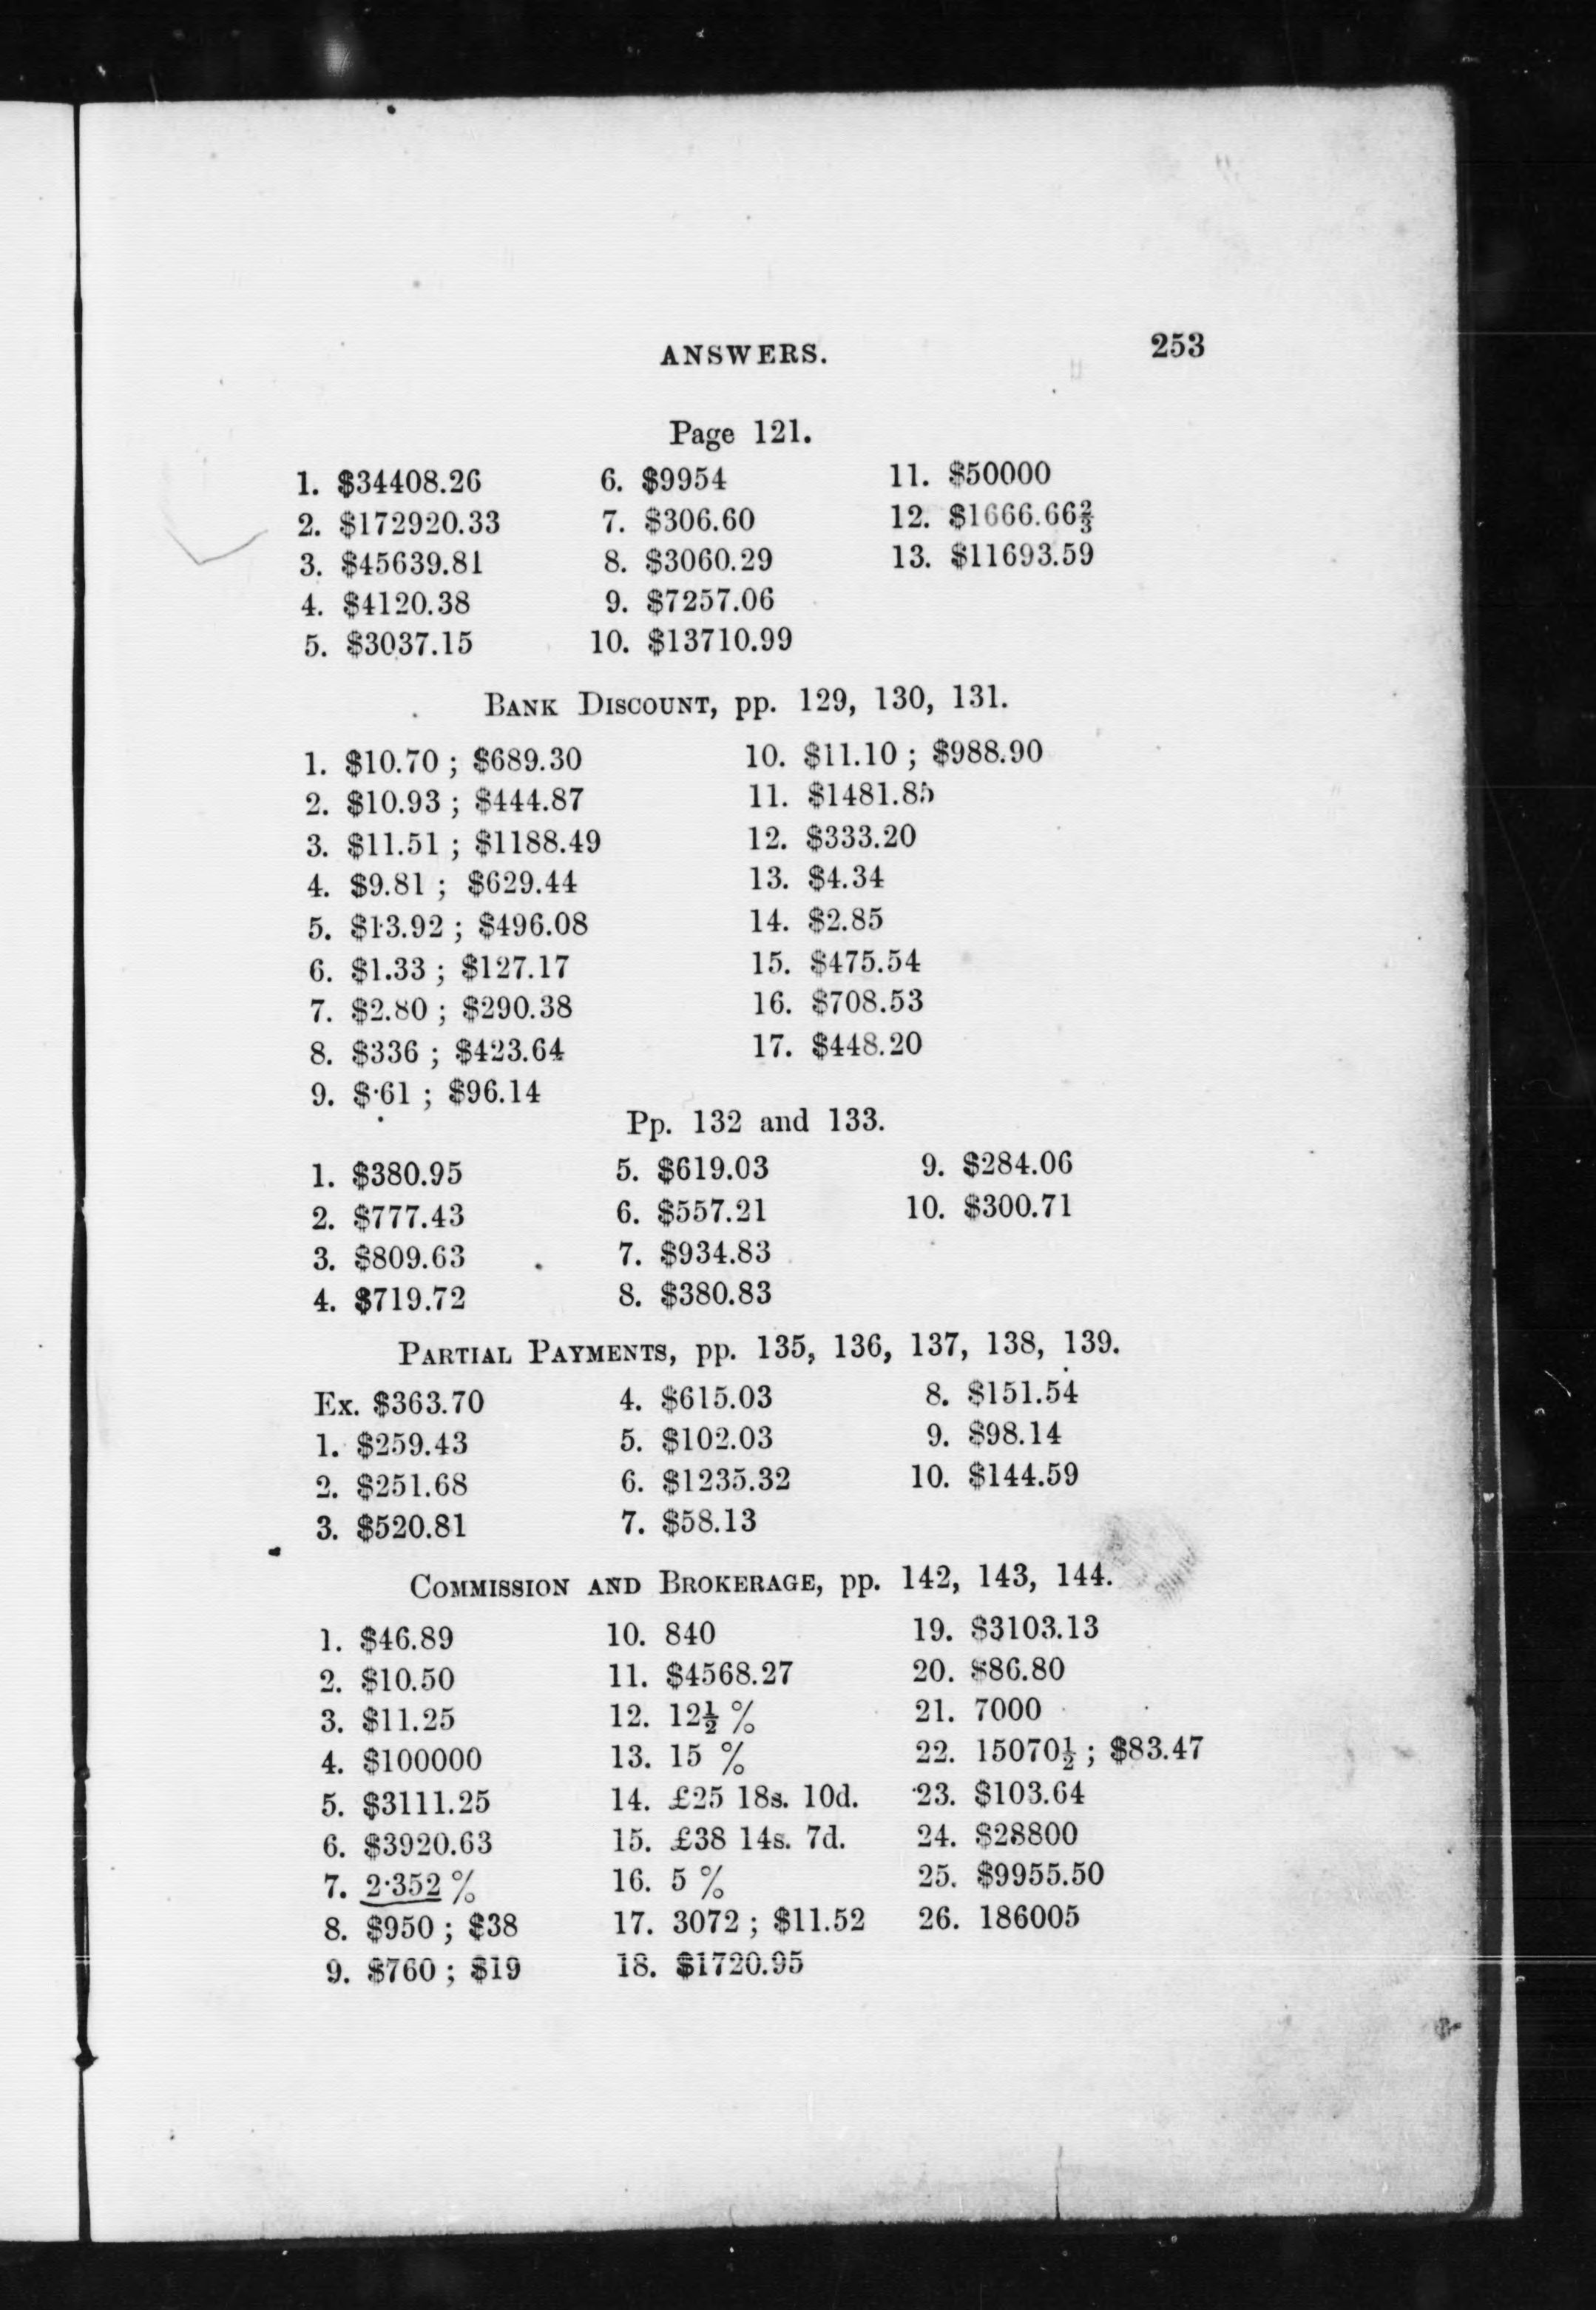 ANSWERS. 253
Page 121.
1. $34408.26 6. $9954 11. $50000
2. $172920.33 7. $306.60 12. $1666.66⅔
3. $45639.81 8. $3060.29 13. $11693.59
4. $4120.38 9. $7257.06
5. $3037.15 10. $13710.99
BANK DISCOUNT, pp. 129, 130, 131.
1. $10.70 ; $689.30 10. $11.10 ; $988.90
2. $10.93 ; $444.87 11. $1481.85
3. $11.51 ; $1188.49 12. $333.20
4. $9.81 ; $629.44 13. $4.34
5. $13.92 ; $496.08 14. $2.85
6. $1.33 ; $127.17 15. $475.54
7. $2.80 ; $290.38 16. $708.53
8. $336 ; $423.64 17. $448.20
9. $·61 ; $96.14
Pp. 132 and 133.
1. $380.95 5. $619.03 9. $284.06
2. $777.43 6. $557.21 10. $300.71
3. $809.63 7. $934.83
4. $719.72 8. $380.83
PARTIAL PAYMENTS, pp. 135, 136, 137, 138, 139.
Ex. $363.70 4. $615.03 8. $151.54
1. $259.43 5. $102.03 9. $98.14
2. $251.68 6. $1235.32 10. $144.59
3. $520.81 7. $58.13
COMMISSION AND BROKERAGE, pp. 142, 143, 144.
1. $46.89 10. 840 19. $3103.13
2. $10.50 11. $4568.27 20. $86.80
3. $11.25 12. 12½ % 21. 7000
4. $100000 13. 15 % 22. 15070½ ; $83.47
5. $3111.25 14. £25 18s. 10d. 23. $103.64
6. $3920.63 15. £38 14s. 7d. 24. $28800
7. 2·352 % 16. 5 % 25. $9955.50
8. $950 ; $38 17. 3072 ; $11.52 26. 186005
9. $760 ; $19 18. $1720.95